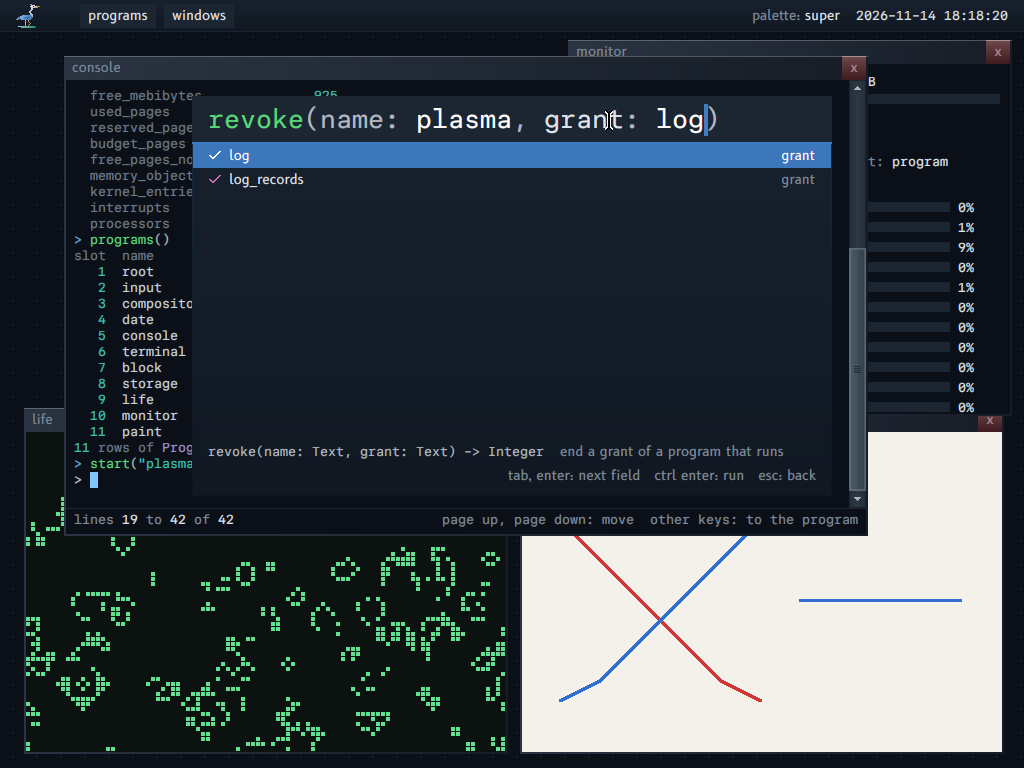 programs windows palette: super 2026-11-14 18:18:20
monitor x
console x
free_mebibytes 925
B
used_pages
revoke(name: plasma, grant: log)
reserved_page
budget_pages
log grant
free_pages_no
t: program
memory_object
log_records grant
kernel_entrie
interrupts 0%
processors 1%
> programs() 9%
slot name
1 root 0%
2 input 1%
3 composito 0%
4 date 0%
5 console 0%
6 terminal 0%
7 block 0%
8 storage 0%
9 life
10 monitor
11 paint
life x
11 rows of Prog
revoke(name: Text, grant: Text) -> Integer end a grant of a program that runs
> start("plasma
tab, enter: next field ctrl enter: run esc: back
>
lines 19 to 42 of 42 page up, page down: move other keys: to the program